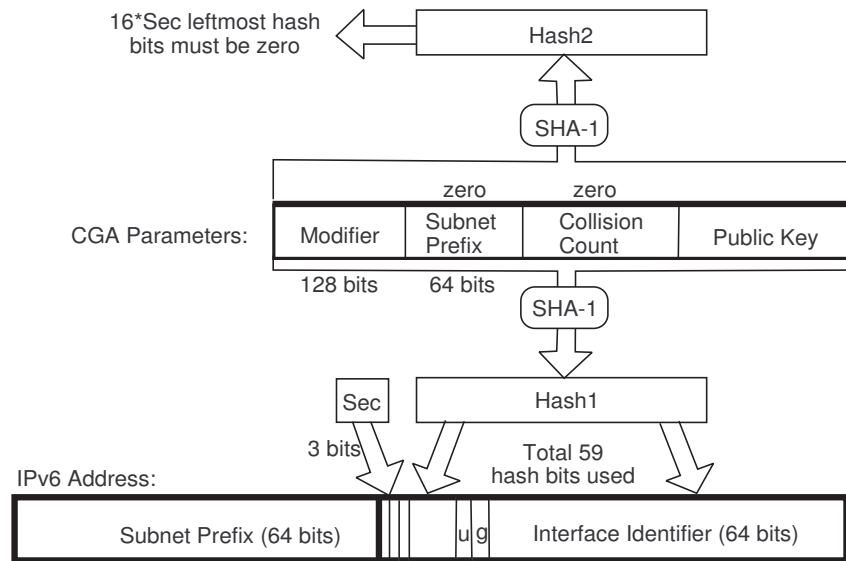 16*Sec leftmost hash
bits must be zero
Hash2
SHA-1
zero
zero
CGA Parameters:
Modifier
Subnet
Prefix
Collision
Count
Public Key
128 bits
64 bits
SHA-1
Sec
Hash1
3 bits
Total 59
hash bits used
IPv6 Address:
Subnet Prefix (64 bits)
u
g
Interface Identifier (64 bits)